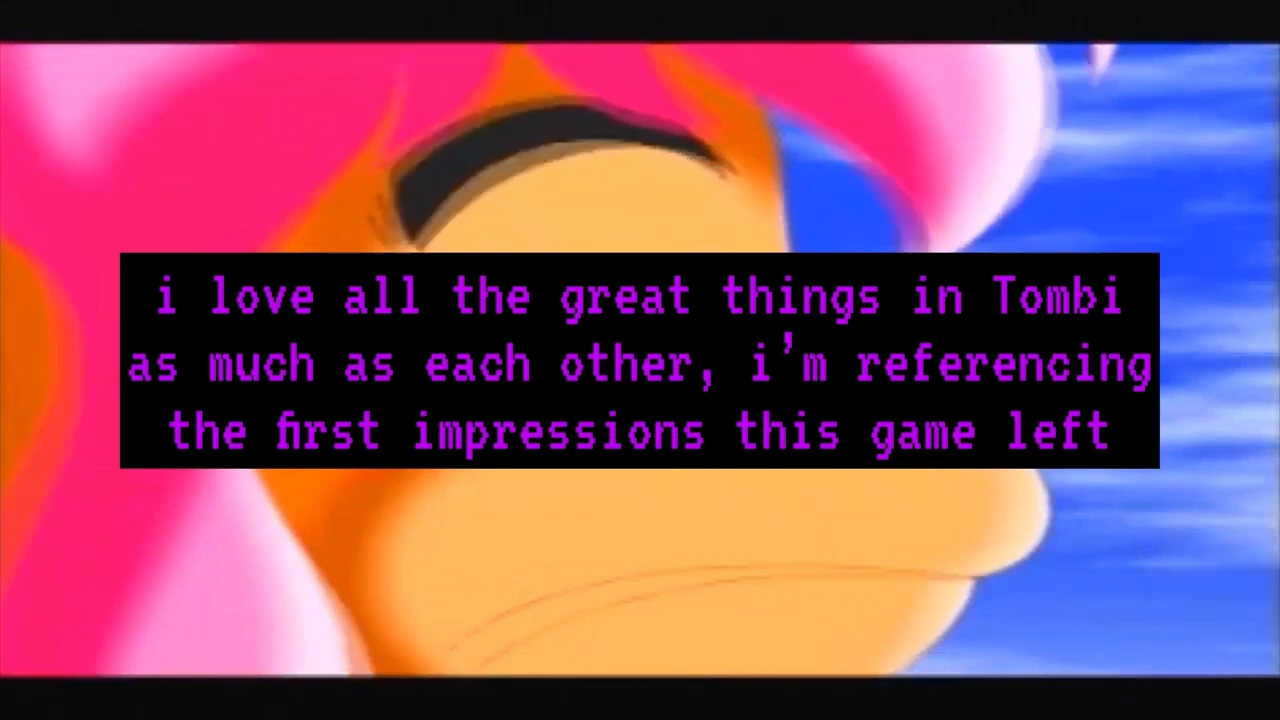 i love all the great things in Tombi
as much as each other, i'm referencing
the first impressions this game left